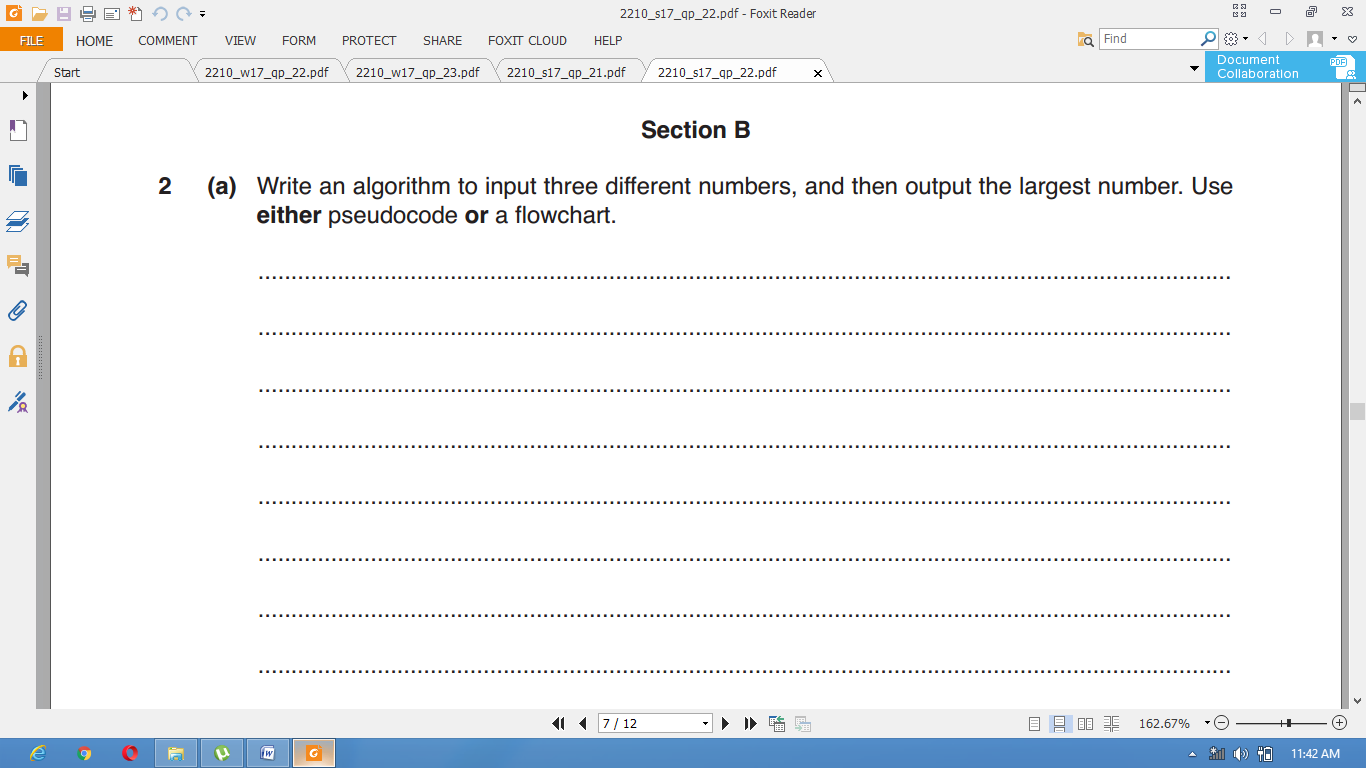 2210_s17_qp_22.pdf - Foxit Reader
FILE HOME COMMENT VIEW FORM PROTECT SHARE FOXIT CLOUD HELP Find
Start 2210_w17_qp_22.pdf 2210_w17_qp_23.pdf 2210_s17_qp_21.pdf 2210_s17_qp_22.pdf x Document
Collaboration
PDF
Section B
2 (a) Write an algorithm to input three different numbers, and then output the largest number. Use
either pseudocode or a flowchart.
..........................................................................................
..........................................................................................
..........................................................................................
..........................................................................................
..........................................................................................
..........................................................................................
..........................................................................................
..........................................................................................
7 / 12 162.67%
11:42 AM